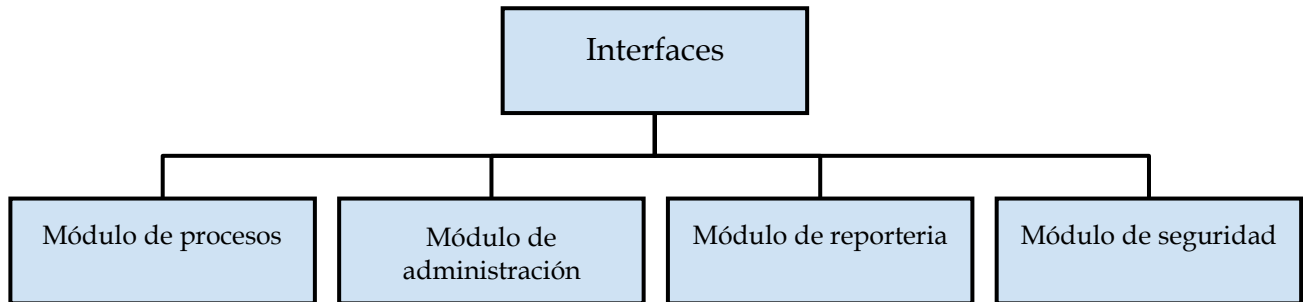 Interfaces
Módulo de procesos
Módulo de
administración
Módulo de reporteria
Módulo de seguridad